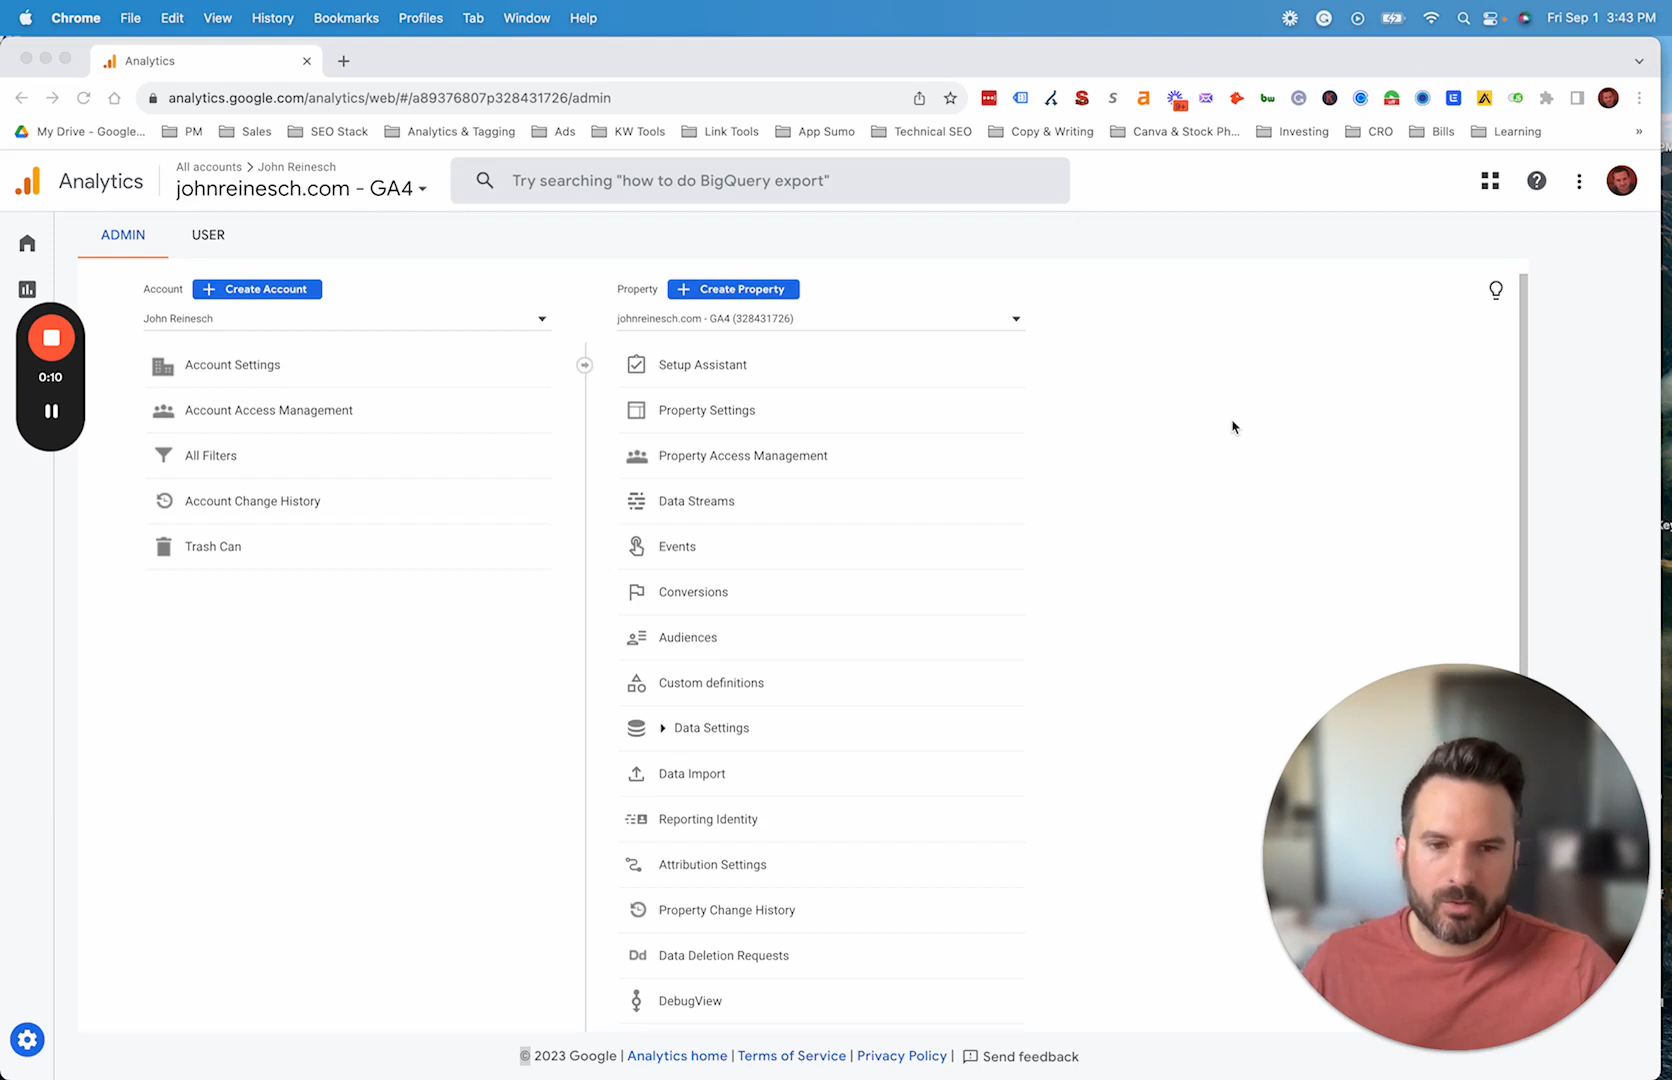 Chrome File Edit View History Bookmarks Profiles Tab Window Help Fri Sep 1 3:43 PM
Analytics
analytics.google.com/analytics/web/#/a89376807p328431726/admin
My Drive - Google... PM Sales SEO Stack Analytics & Tagging Ads KW Tools Link Tools App Sumo Technical SEO Copy & Writing Canva & Stock Ph... Investing CRO Bills Learning »
All accounts > John Reinesch
Analytics johnreinesch.com - GA4
Try searching "how to do BigQuery export"
ADMIN USER
Account + Create Account
John Reinesch
Account Settings
Account Access Management
All Filters
Account Change History
Trash Can
Property + Create Property
johnreinesch.com - GA4 (328431726)
Setup Assistant
Property Settings
Property Access Management
Data Streams
Events
Conversions
Audiences
Custom definitions
Data Settings
Data Import
Reporting Identity
Attribution Settings
Property Change History
Dd Data Deletion Requests
DebugView
0:10
© 2023 Google | Analytics home | Terms of Service | Privacy Policy | Send feedback